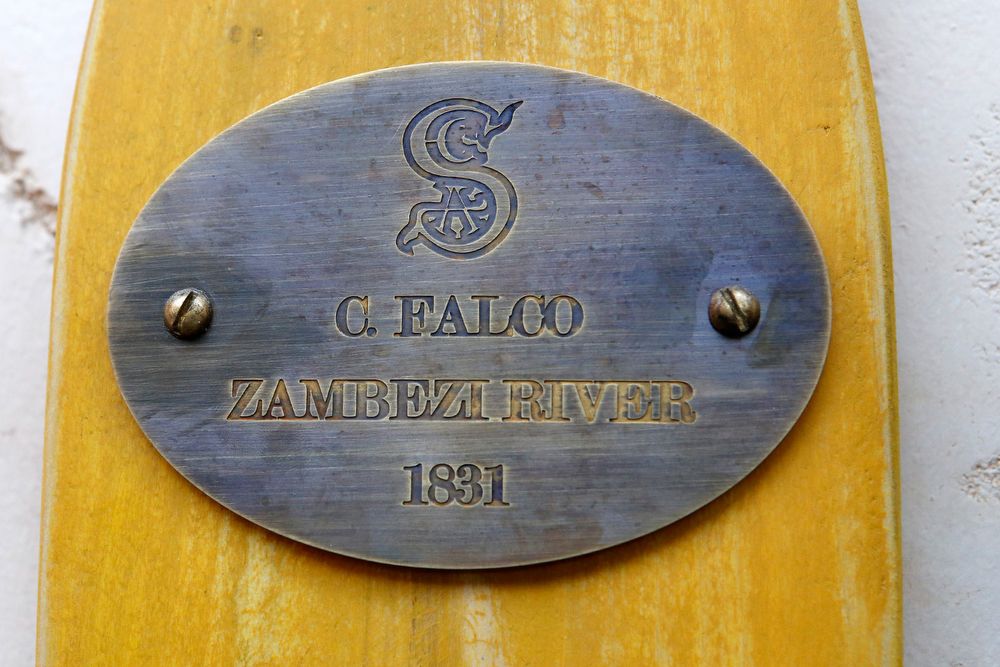 C. FALCO
ZAMBEZI RIVER
1831